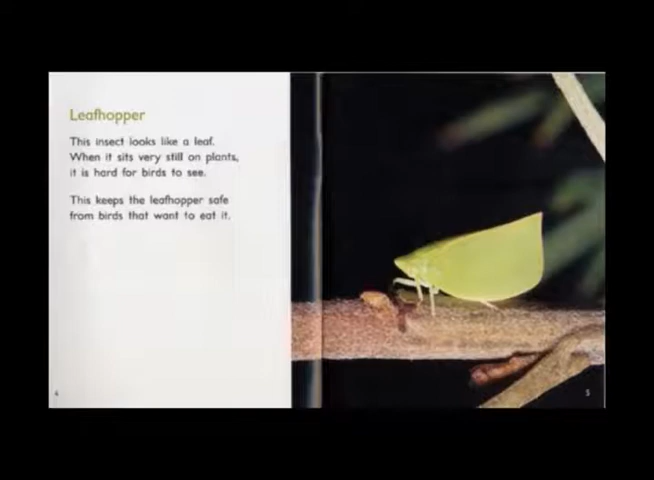 Leafhopper
This insect looks like a leaf.
When it sits very still on plants,
it is hard for birds to see.
This keeps the leafhopper safe
from birds that want to eat it.
4
5